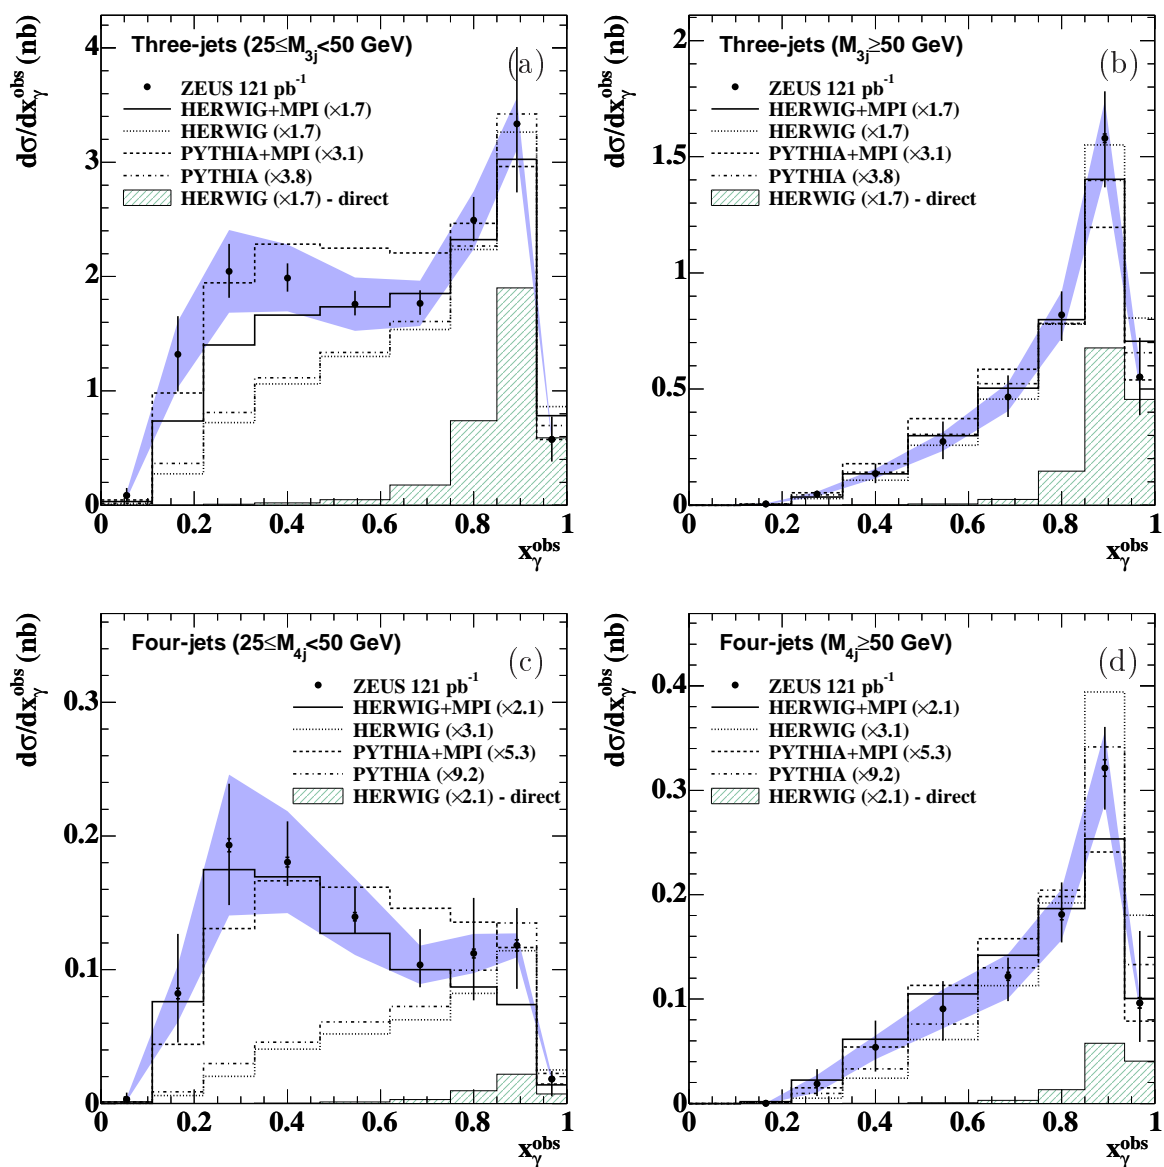 dσ/dxγobs (nb)
Three-jets (25≤M3j<50 GeV)
(a)
ZEUS 121 pb-1
HERWIG+MPI (×1.7)
HERWIG (×1.7)
PYTHIA+MPI (×3.1)
PYTHIA (×3.8)
HERWIG (×1.7) - direct
4
3
2
1
0
0 0.2 0.4 0.6 0.8 1
xγobs
dσ/dxγobs (nb)
Three-jets (M3j≥50 GeV)
(b)
ZEUS 121 pb-1
HERWIG+MPI (×1.7)
HERWIG (×1.7)
PYTHIA+MPI (×3.1)
PYTHIA (×3.8)
HERWIG (×1.7) - direct
2
1.5
1
0.5
0
0 0.2 0.4 0.6 0.8 1
xγobs
dσ/dxγobs (nb)
Four-jets (25≤M4j<50 GeV)
(c)
ZEUS 121 pb-1
HERWIG+MPI (×2.1)
HERWIG (×3.1)
PYTHIA+MPI (×5.3)
PYTHIA (×9.2)
HERWIG (×2.1) - direct
0.3
0.2
0.1
0
0 0.2 0.4 0.6 0.8 1
xγobs
dσ/dxγobs (nb)
Four-jets (M4j≥50 GeV)
(d)
ZEUS 121 pb-1
HERWIG+MPI (×2.1)
HERWIG (×3.1)
PYTHIA+MPI (×5.3)
PYTHIA (×9.2)
HERWIG (×2.1) - direct
0.4
0.3
0.2
0.1
0
0 0.2 0.4 0.6 0.8 1
xγobs